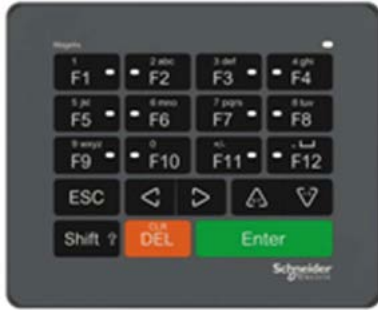 Magelis
1 2 abc 3 def 4 ghi
F1 F2 F3 F4
5 jkl 6 mno 7 pqrs 8 tuv
F5 F6 F7 F8
9 wxyz 0 +/- .
F9 F10 F11 F12
ESC
Shift CLR DEL Enter
Schneider